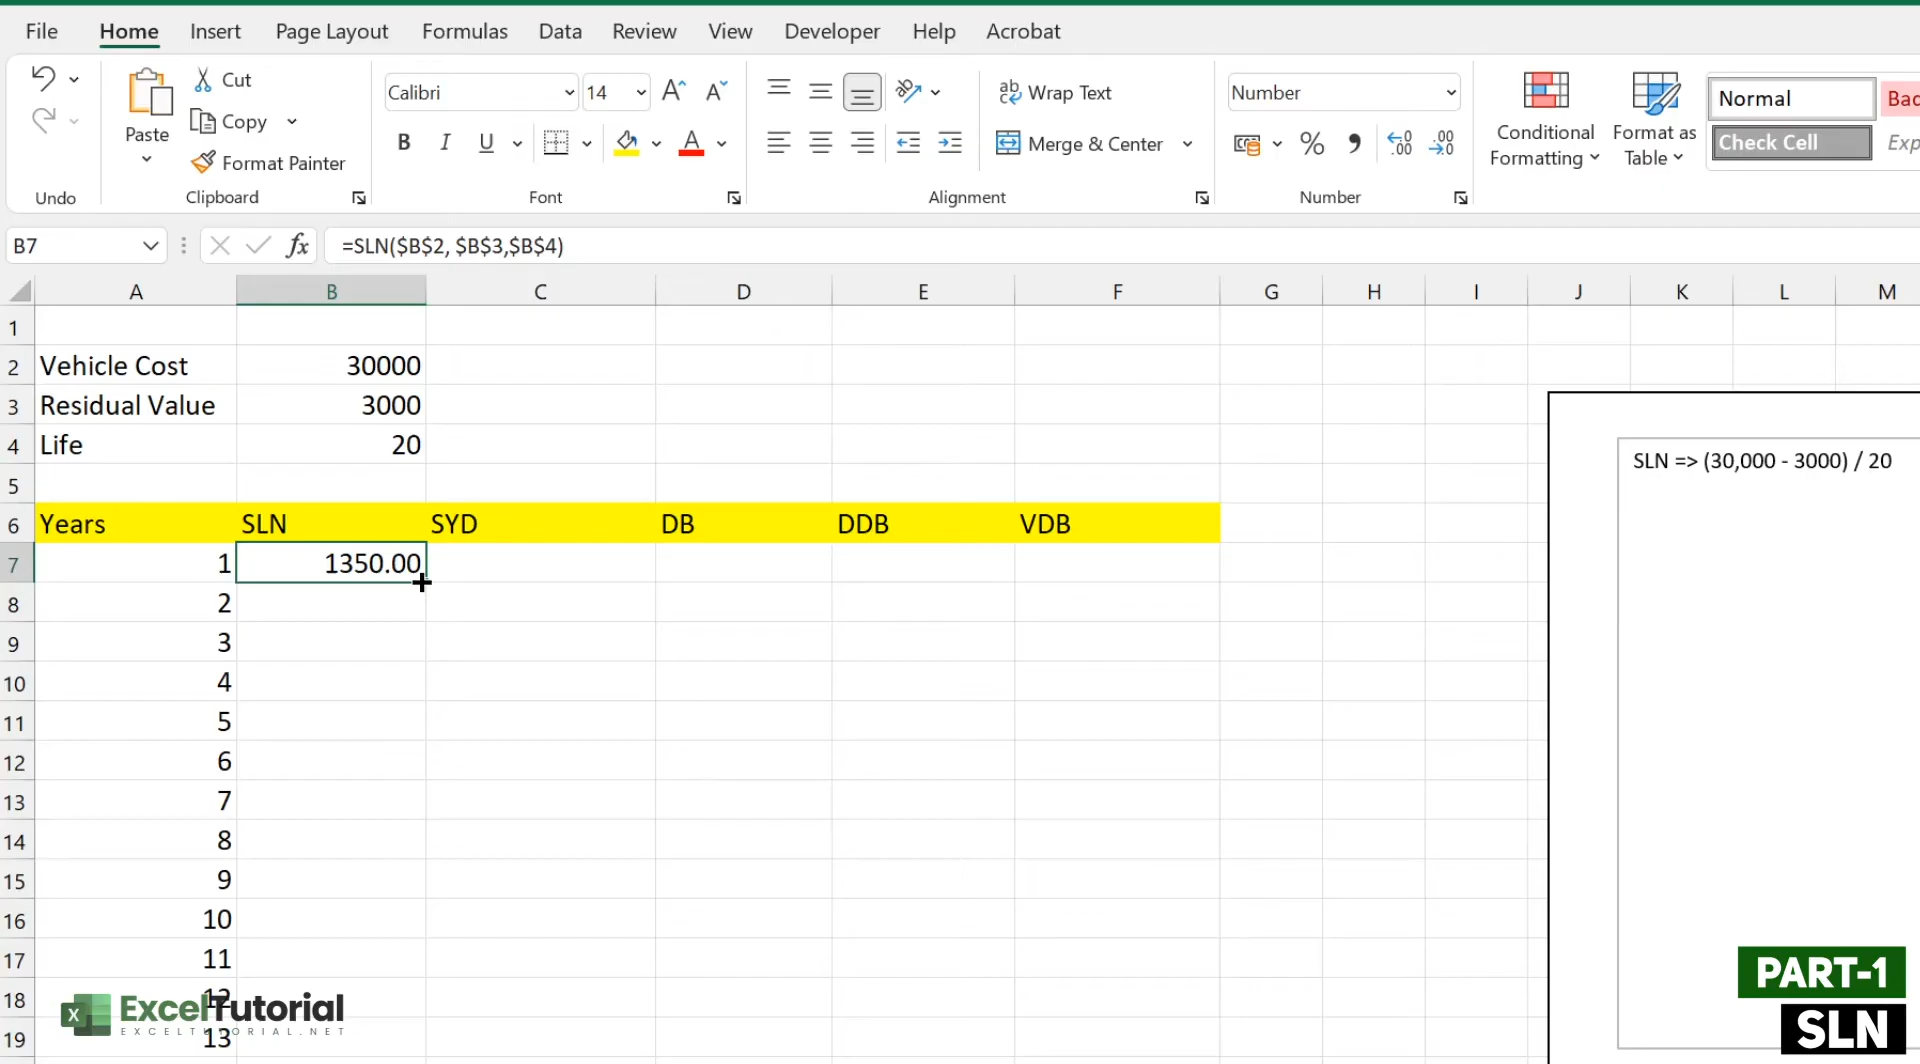 File Home Insert Page Layout Formulas Data Review View Developer Help Acrobat
Cut
Copy
Format Painter
Paste
Undo
Clipboard
Calibri 14
B I U
Font
Wrap Text
Merge & Center
Alignment
Number
Number
Conditional Formatting
Format as Table
Normal
Check Cell
B7 fx =SLN($B$2, $B$3,$B$4)
A B C D E F G H I J K L M
1
2 Vehicle Cost 30000
3 Residual Value 3000
4 Life 20
5
6 Years SLN SYD DB DDB VDB
7 1 1350.00
8 2
9 3
10 4
11 5
12 6
13 7
14 8
15 9
16 10
17 11
18 12
19 13
SLN => (30,000 - 3000) / 20
ExcelTutorial
EXCELTUTORIAL.NET
PART-1
SLN